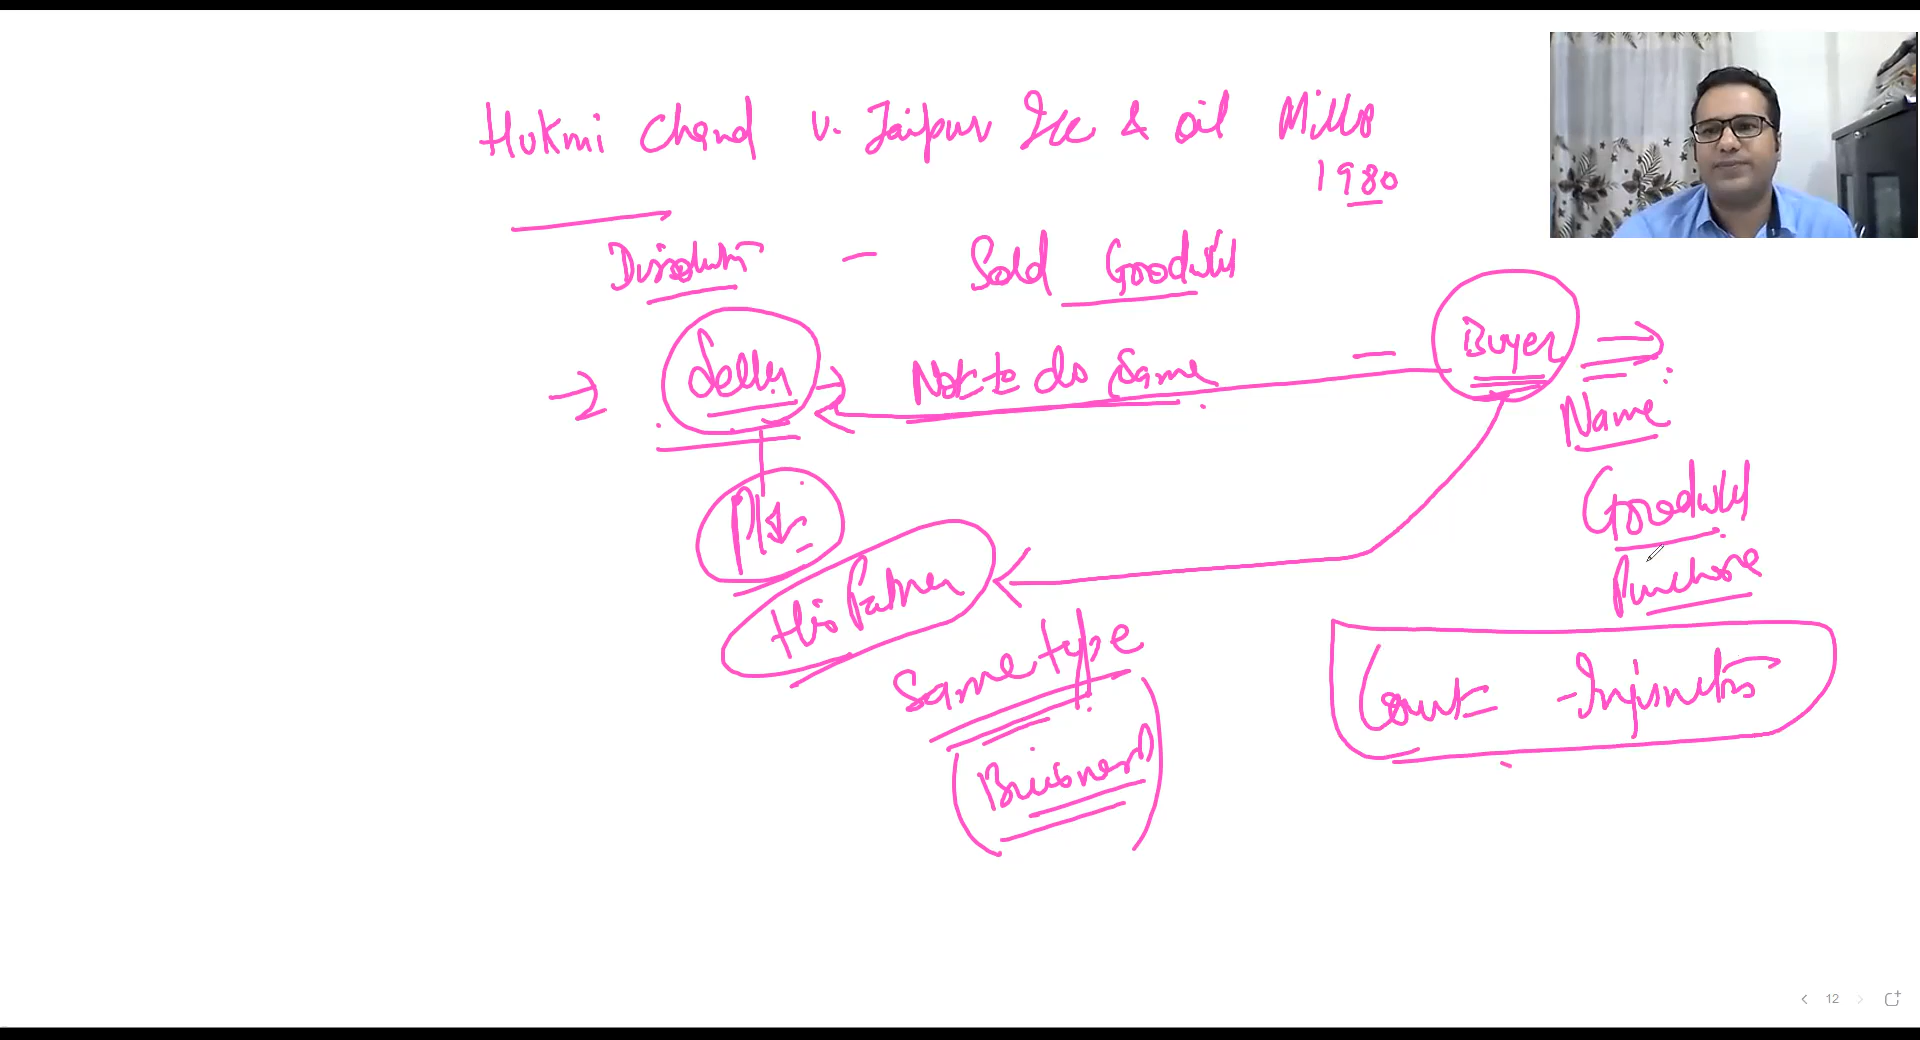 Hukmi Chand v. Jaipur Ice & oil Mills
1980
Dissolution - Sold Goodwill
Seller Not to do Same - Buyer
Name
Goodwill
Purchase
His Partner
Same type
Business
Court - Injunction
12